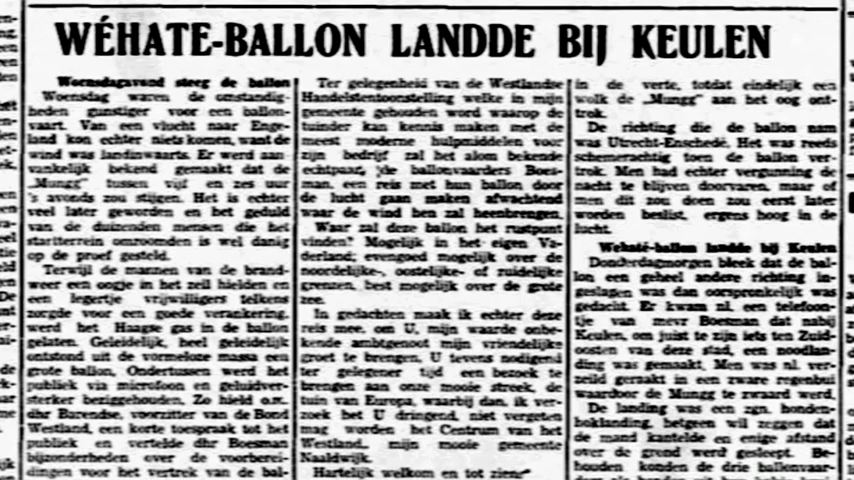 WÉHATE-BALLON LANDDE BIJ KEULEN
Woensdagavond steeg de ballon
Woensdag waren de omstandig-
heden gunstiger voor een ballon-
vaart. Van een vlucht naar Enge-
land kon echter niets komen, want de
wind was landinwaarts. Er werd aan-
vankelijk bekend gemaakt dat de
„Mungg" tussen vijf en zes uur
's avonds zou stijgen. Het is echter
veel later geworden en het geduld
van de duizenden mensen die het
startterrein omroomden is wel danig
op de proef gesteld.
Terwijl de mannen van de brand-
weer een oogje in het zeil hielden en
een legertje vrijwilligers telkens
zorgde voor een goede verankering,
werd het Haagse gas in de ballon
gelaten. Geleidelijk, heel geleidelijk
ontstond uit de vormeloze massa een
grote ballon. Ondertussen werd het
publiek via microfoon en geluidver-
sterker beziggehouden. Zo hield o.m.
dhr Barendse, voorzitter van de Bond
Westland, een korte toespraak tot het
publiek en vertelde dhr Boesman
bijzonderheden over de voorberei-
dingen voor het vertrek van de bal-
Ter gelegenheid van de Westlandse
Handelstentoonstelling welke in mijn
gemeente gehouden word waarop de
tuinder kan kennis maken met de
meest moderne hulpmiddelen voor
zijn bedrijf zal het alom bekende
echtpaar, de ballonvaarders Boes-
man, een reis met hun ballon door
de lucht gaan maken afwachtend
waar de wind hen zal heenbrengen.
Waar zal deze ballon het rustpunt
vinden? Mogelijk in het eigen Va-
derland; evengoed mogelijk over de
noordelijke-, oostelijke- of zuidelijke
grenzen, best mogelijk over de grote
zee.
In gedachten maak ik echter deze
reis mee, om U, mijn waarde onbe-
kende ambtgenoot mijn vriendelijke
groet te brengen, U tevens nodigend
ter gelegener tijd een bezoek te
brengen aan onze mooie streek, de
tuin van Europa, waarbij dan, ik ver-
zoek het U dringend, niet vergeten
mag worden het Centrum van het
Westland, mijn mooie gemeente
Naaldwijk.
Hartelijk welkom en tot ziens"
in de verte, totdat eindelijk een
wolk de „Mungg" aan het oog ont-
trok.
De richting die de ballon nam
was Utrecht-Enschedé. Het was reeds
schemerachtig toen de ballon ver-
trok. Men had echter vergunning de
nacht te blijven doorvaren, maar of
men dit zou doen zou eerst later
worden beslist, ergens hoog in de
lucht.
Wehaté-ballon landde bij Keulen
Donderdagmorgen bleek dat de bal-
lon een geheel andere richting in-
geslagen was dan oorspronkelijk was
gedacht. Er kwam nl. een telefoon-
tje van mevr Boesman dat nabij
Keulen, om juist te zijn iets ten Zuid-
oosten van deze stad, een noodlan-
ding was gemaakt. Men was nl. ver-
zeild geraakt in een zware regenbui
waardoor de Mungg te zwaard werd.
De landing was een zgn. honden-
hoklanding, hetgeen wil zeggen dat
de mand kantelde en enige afstand
over de grond werd gesleept. Be-
houden konden de drie ballonvaar-